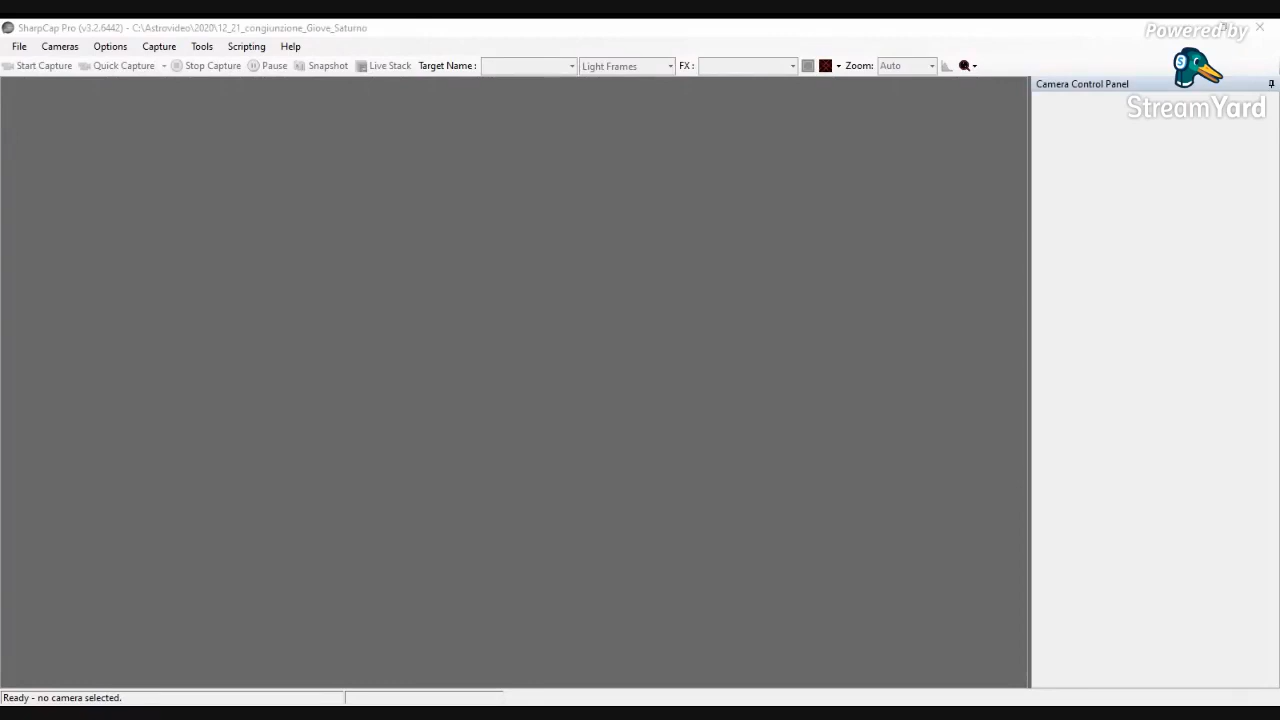 SharpCap Pro (v3.2.6442) - C:\Astrovideo\2020\12_21_congiunzione_Giove_Saturno
Powered by
File Cameras Options Capture Tools Scripting Help
Start Capture Quick Capture Stop Capture Pause Snapshot Live Stack Target Name : Light Frames FX : Zoom: Auto
S
Camera Control Panel
StreamYard
Ready - no camera selected.